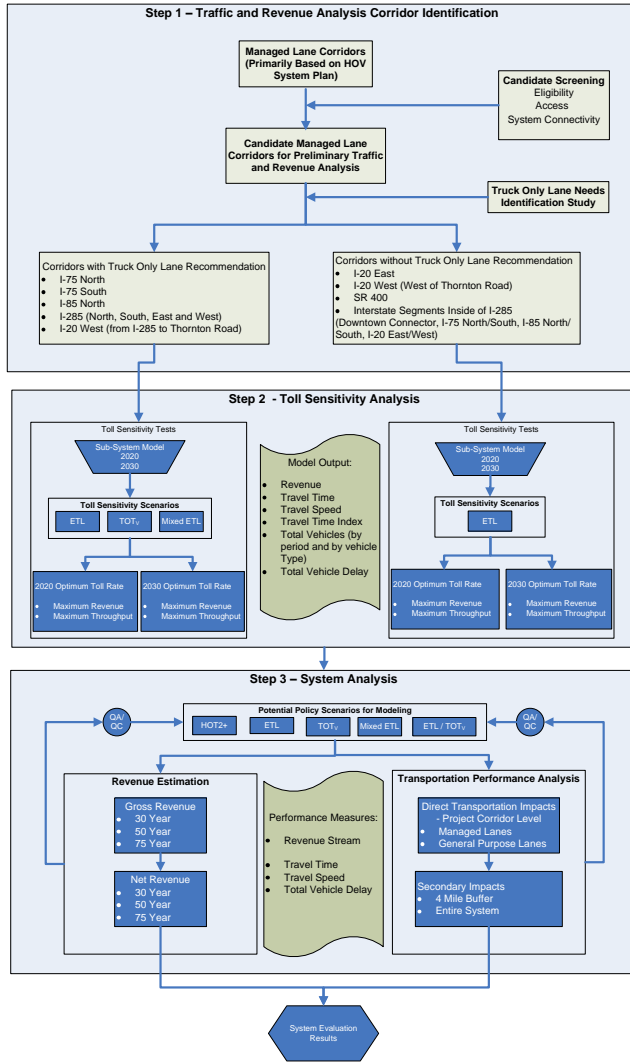 Step 1 – Traffic and Revenue Analysis Corridor Identification
Managed Lane Corridors
(Primarily Based on HOV
System Plan)
Candidate Screening
Eligibility
Access
System Connectivity
Candidate Managed Lane
Corridors for Preliminary Traffic
and Revenue Analysis
Truck Only Lane Needs
Identification Study
Corridors with Truck Only Lane Recommendation
• I-75 North
• I-75 South
• I-85 North
• I-285 (North, South, East and West)
• I-20 West (from I-285 to Thornton Road)
Corridors without Truck Only Lane Recommendation
• I-20 East
• I-20 West (West of Thornton Road)
• SR 400
• Interstate Segments Inside of I-285
(Downtown Connector, I-75 North/South, I-85 North/
South, I-20 East/West)
Step 2 - Toll Sensitivity Analysis
Toll Sensitivity Tests
Sub-System Model
2020
2030
Toll Sensitivity Scenarios
ETL
TOTv
Mixed ETL
2020 Optimum Toll Rate
• Maximum Revenue
• Maximum Throughput
2030 Optimum Toll Rate
• Maximum Revenue
• Maximum Throughput
Model Output:
• Revenue
• Travel Time
• Travel Speed
• Travel Time Index
• Total Vehicles (by
period and by vehicle
Type)
• Total Vehicle Delay
Toll Sensitivity Tests
Sub-System Model
2020
2030
Toll Sensitivity Scenarios
ETL
2020 Optimum Toll Rate
• Maximum Revenue
• Maximum Throughput
2030 Optimum Toll Rate
• Maximum Revenue
• Maximum Throughput
Step 3 – System Analysis
QA/
QC
Potential Policy Scenarios for Modeling
HOT2+
ETL
TOTv
Mixed ETL
ETL / TOTv
QA/
QC
Revenue Estimation
Gross Revenue
• 30 Year
• 50 Year
• 75 Year
Net Revenue
• 30 Year
• 50 Year
• 75 Year
Performance Measures:
• Revenue Stream
• Travel Time
• Travel Speed
• Total Vehicle Delay
Transportation Performance Analysis
Direct Transportation Impacts
- Project Corridor Level
• Managed Lanes
• General Purpose Lanes
Secondary Impacts
• 4 Mile Buffer
• Entire System
System Evaluation
Results